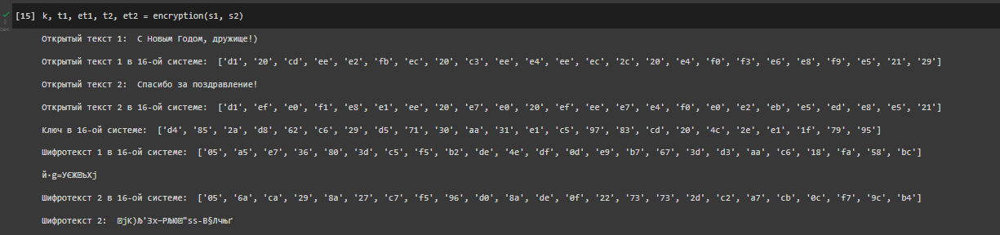 [15] k, t1, et1, t2, et2 = encryption(s1, s2)
Открытый текст 1:  С Новым Годом, дружище!)
Открытый текст 1 в 16-ой системе:  ['d1', '20', 'cd', 'ee', 'e2', 'fb', 'ec', '20', 'c3', 'ee', 'e4', 'ee', 'ec', '2c', '20', 'e4', 'f0', 'f3', 'e6', 'e8', 'f9', 'e5', '21', '29']
Открытый текст 2:  Спасибо за поздравление!
Открытый текст 2 в 16-ой системе:  ['d1', 'ef', 'e0', 'f1', 'e8', 'e1', 'ee', '20', 'e7', 'e0', '20', 'ef', 'ee', 'e7', 'e4', 'f0', 'e0', 'e2', 'eb', 'e5', 'ed', 'e8', 'e5', '21']
Ключ в 16-ой системе:  ['d4', '85', '2a', 'd8', '62', 'c6', '29', 'd5', '71', '30', 'aa', '31', 'e1', 'c5', '97', '83', 'cd', '20', '4c', '2e', 'e1', '1f', '79', '95']
Шифротекст 1 в 16-ой системе:  ['05', 'a5', 'e7', '36', '80', '3d', 'c5', 'f5', 'b2', 'de', '4e', 'df', '0d', 'e9', 'b7', '67', '3d', 'd3', 'aa', 'c6', '18', 'fa', '58', 'bc']
й·g=УЄЖъXј
Шифротекст 2 в 16-ой системе:  ['05', '6a', 'ca', '29', '8a', '27', 'c7', 'f5', '96', 'd0', '8a', 'de', '0f', '22', '73', '73', '2d', 'c2', 'a7', 'cb', '0c', 'f7', '9c', 'b4']
Шифротекст 2:  jК)Љ'Зх–РЉЮ"ss-В§Лчњґ